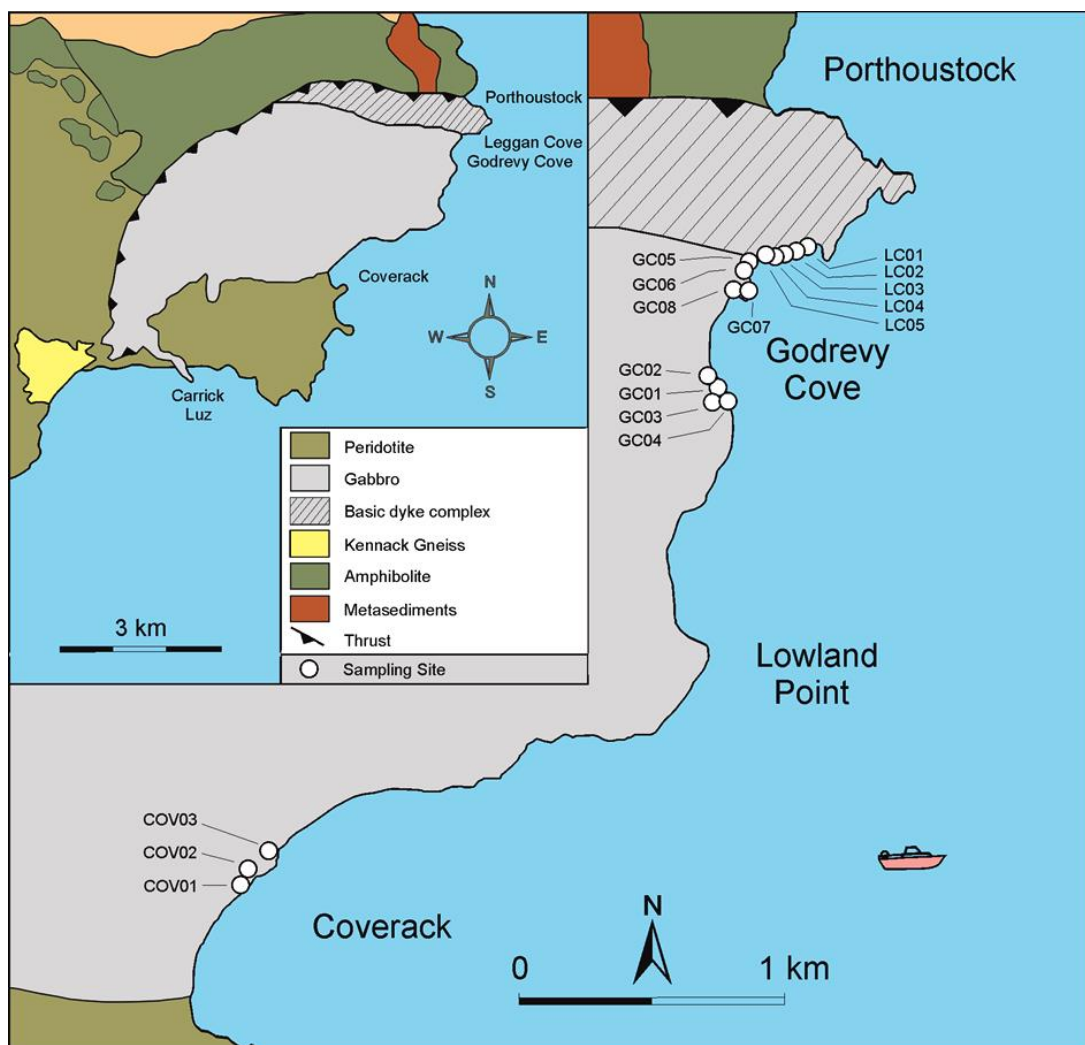 Porthoustock
Leggan Cove
Godrevy Cove
Coverack
N
W
E
S
Carrick
Luz
3 km
Peridotite
Gabbro
Basic dyke complex
Kennack Gneiss
Amphibolite
Metasediments
Thrust
Sampling Site
Porthoustock
GC05
GC06
GC08
GC07
LC01
LC02
LC03
LC04
LC05
Godrevy
Cove
GC02
GC01
GC03
GC04
Lowland
Point
COV03
COV02
COV01
Coverack
N
0
1 km